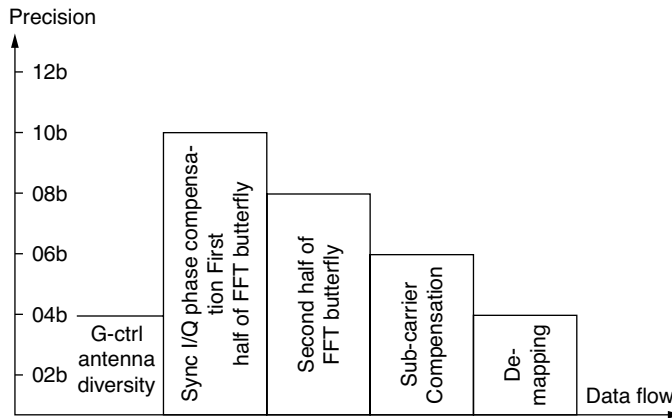 Precision
12b
10b
08b
06b
04b
02b
G-ctrl
antenna
diversity
Sync I/Q phase compensa-
tion First
half of FFT butterfly
Second half of
FFT butterfly
Sub-carrier
Compensation
De-
mapping
Data flow